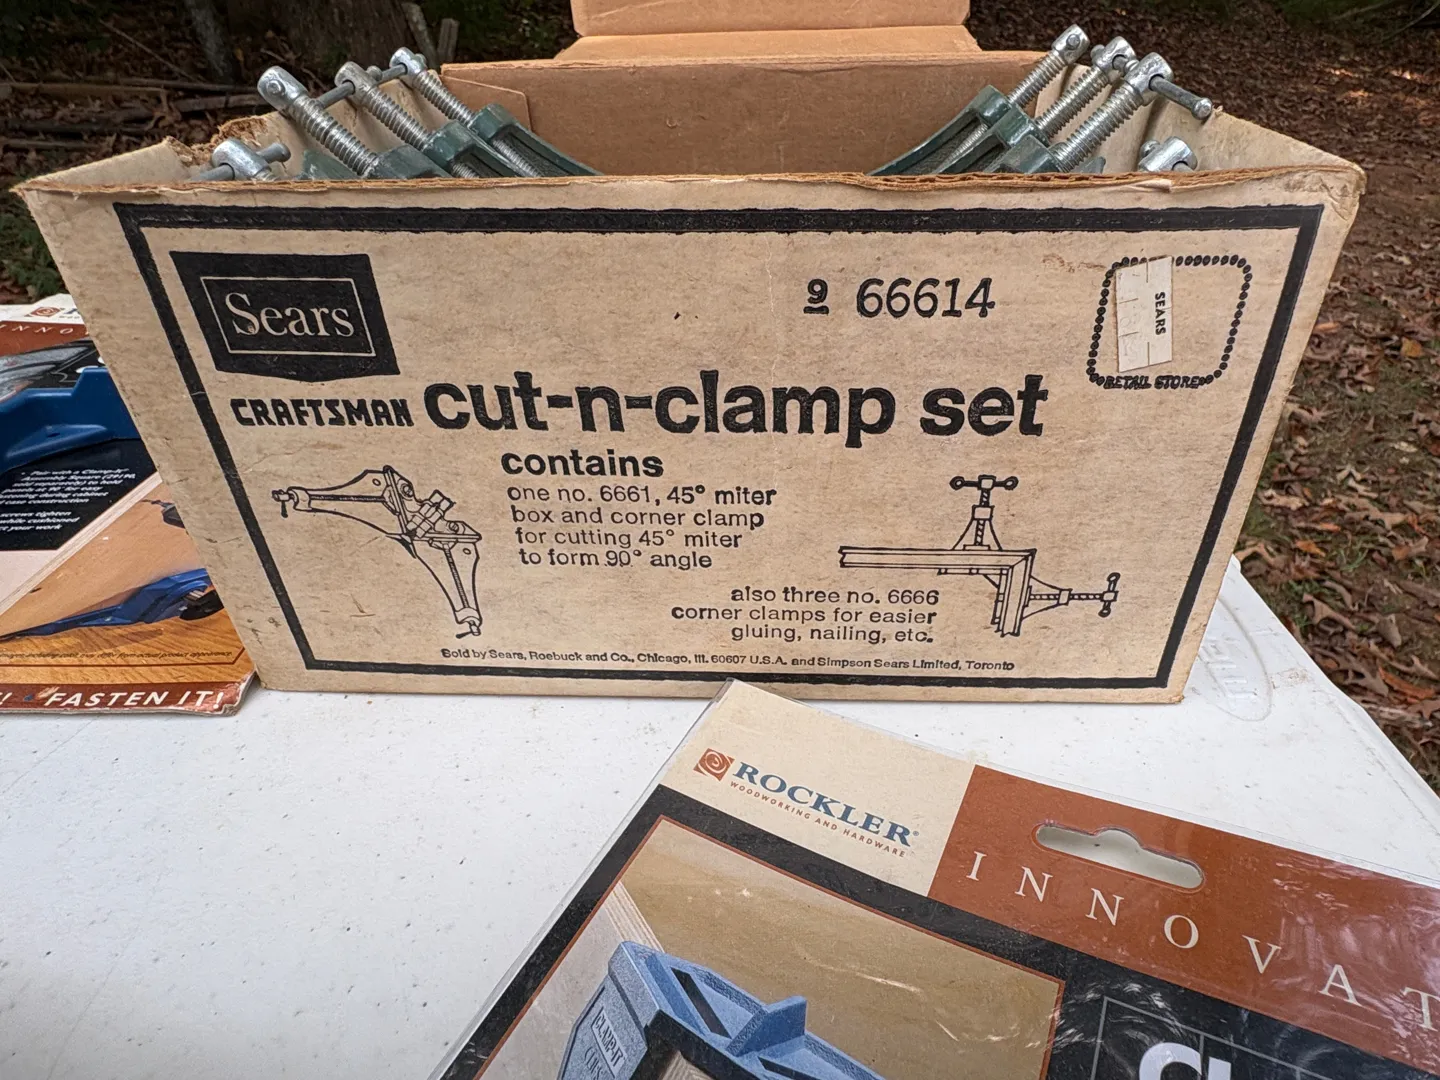 Sears
9 66614
SEARS
RETAIL STORE
CRAFTSMAN cut-n-clamp set
contains
one no. 6661, 45° miter
box and corner clamp
for cutting 45° miter
to form 90° angle
also three no. 6666
corner clamps for easier
gluing, nailing, etc.
Sold by Sears, Roebuck and Co., Chicago, Ill. 60607 U.S.A. and Simpson Sears Limited, Toronto
INNO
FASTEN IT!
ROCKLER®
WOODWORKING AND HARDWARE
INNOVAT